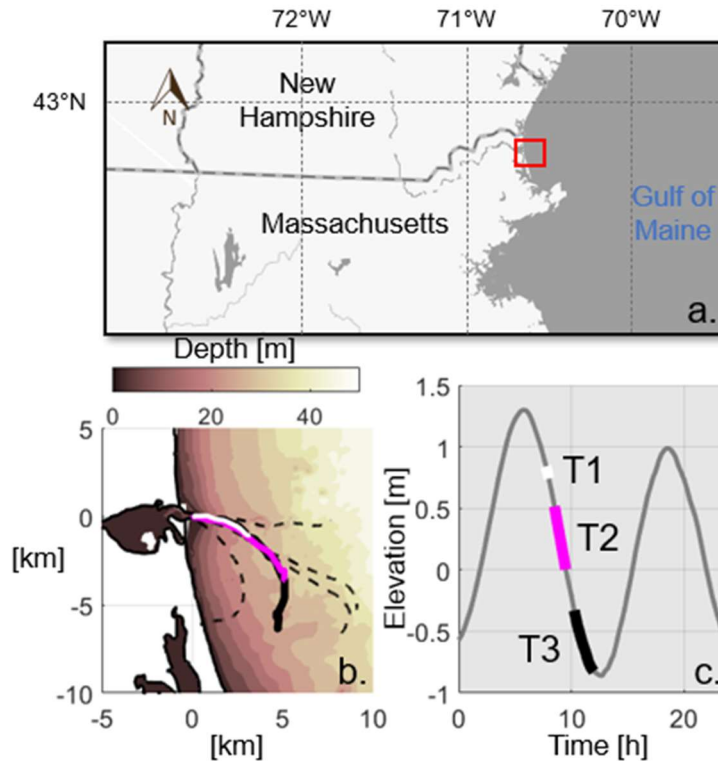 72°W 71°W 70°W
43°N
N
New
Hampshire
Massachusetts
Gulf of
Maine
a.
Depth [m]
0 20 40
5
0
-5
-10
[km]
-5 0 5 10
[km]
b.
1.5
1
0.5
0
-0.5
-1
Elevation [m]
T1
T2
T3
c.
0 10 20
Time [h]